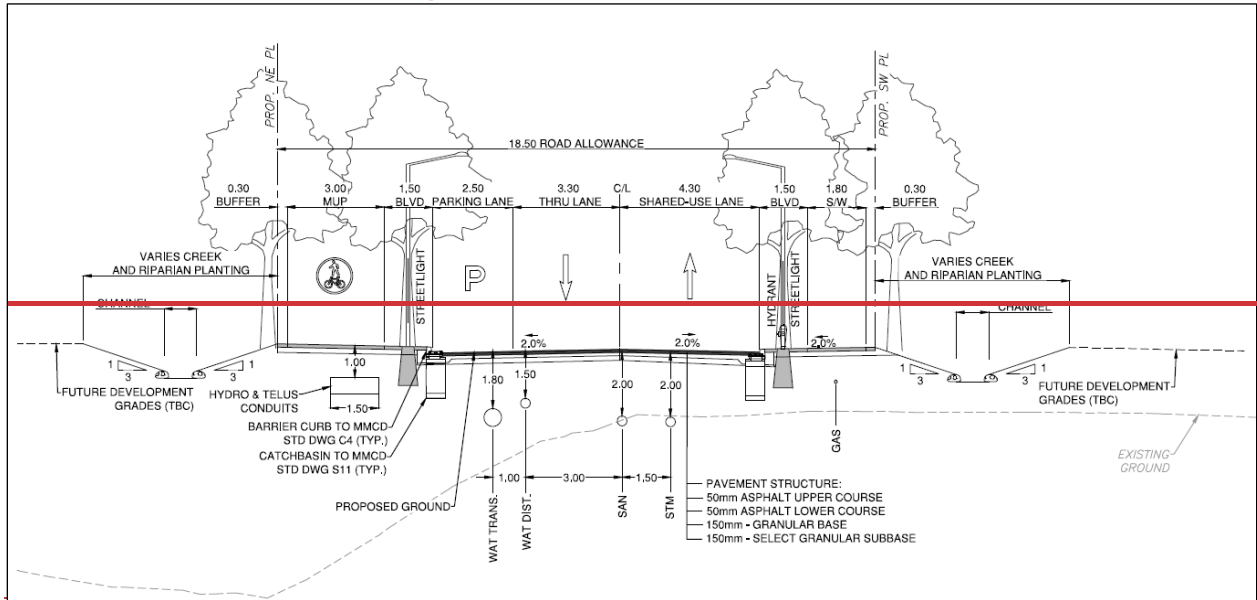 PROP. NE PL
PROP. SW PL
18.50 ROAD ALLOWANCE
0.30
BUFFER
3.00
MUP
1.50
BLVD.
2.50
PARKING LANE
3.30
THRU LANE
C/L
4.30
SHARED-USE LANE
1.50
BLVD
1.80
S/W
0.30
BUFFER
VARIES CREEK
AND RIPARIAN PLANTING
STREETLIGHT
P
HYDRANT
STREETLIGHT
VARIES CREEK
AND RIPARIAN PLANTING
CHANNEL
CHANNEL
2.0%
2.0%
2.0%
1
3
1
3
1.00
1.80
1.50
2.00
2.00
1
3
1
3
FUTURE DEVELOPMENT
GRADES (TBC)
HYDRO & TELUS
CONDUITS
1.50
BARRIER CURB TO MMCD
STD DWG C4 (TYP.)
CATCHBASIN TO MMCD
STD DWG S11 (TYP.)
PROPOSED GROUND
1.00
3.00
1.50
WAT TRANS.
WAT DIST.
SAN
STM
GAS
FUTURE DEVELOPMENT
GRADES (TBC)
EXISTING
GROUND
PAVEMENT STRUCTURE:
50mm ASPHALT UPPER COURSE
50mm ASPHALT LOWER COURSE
150mm - GRANULAR BASE
150mm - SELECT GRANULAR SUBBASE